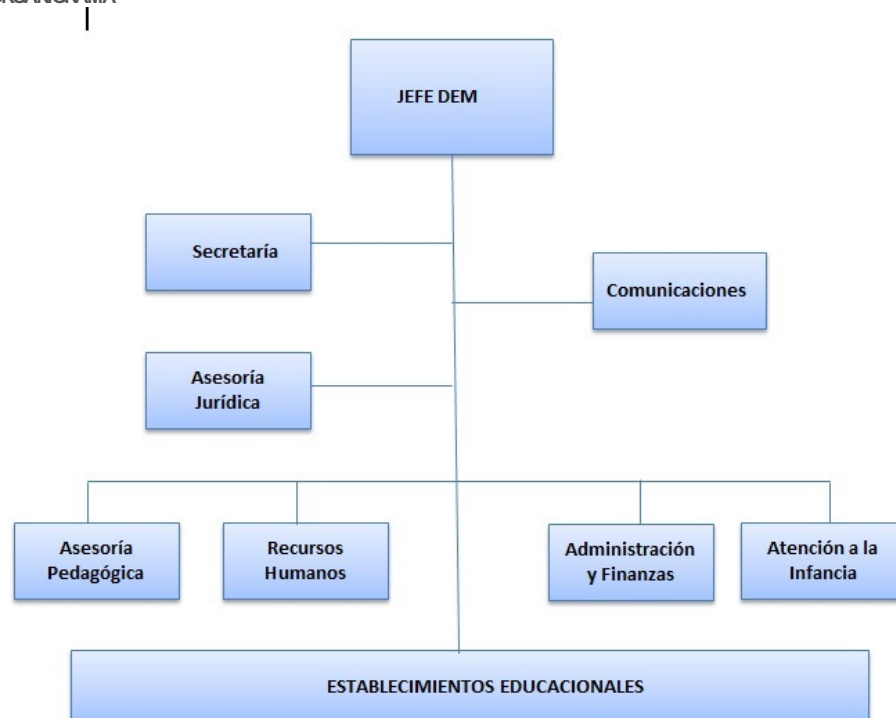 JEFE DEM
Secretaría
Comunicaciones
Asesoría
Jurídica
Asesoría
Pedagógica
Recursos
Humanos
Administración
y Finanzas
Atención a la
Infancia
ESTABLECIMIENTOS EDUCACIONALES